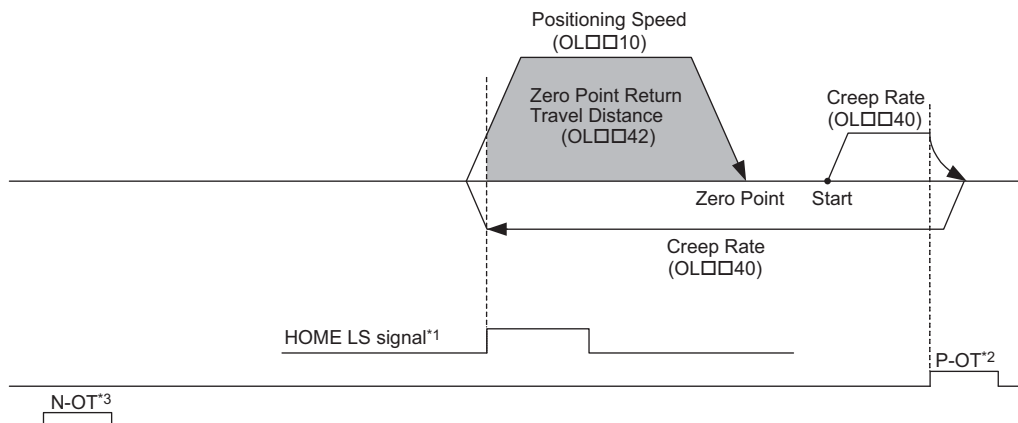 Positioning Speed
(OL□□10)
Zero Point Return
Travel Distance
(OL□□42)
Creep Rate
(OL□□40)
Zero Point
Start
Creep Rate
(OL□□40)
HOME LS signal*1
P-OT*2
N-OT*3